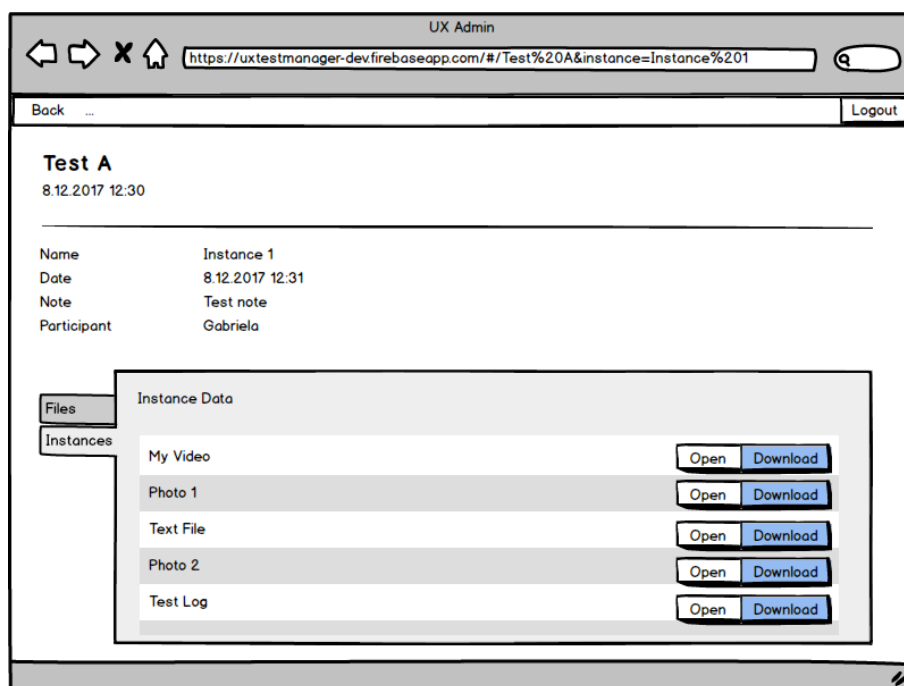 UX Admin
https://uxtestmanager-dev.firebaseapp.com/#/Test%20A&instance=Instance%201
Back ... Logout
Test A
8.12.2017 12:30
Name Instance 1
Date 8.12.2017 12:31
Note Test note
Participant Gabriela
Files
Instances
Instance Data
My Video Open Download
Photo 1 Open Download
Text File Open Download
Photo 2 Open Download
Test Log Open Download